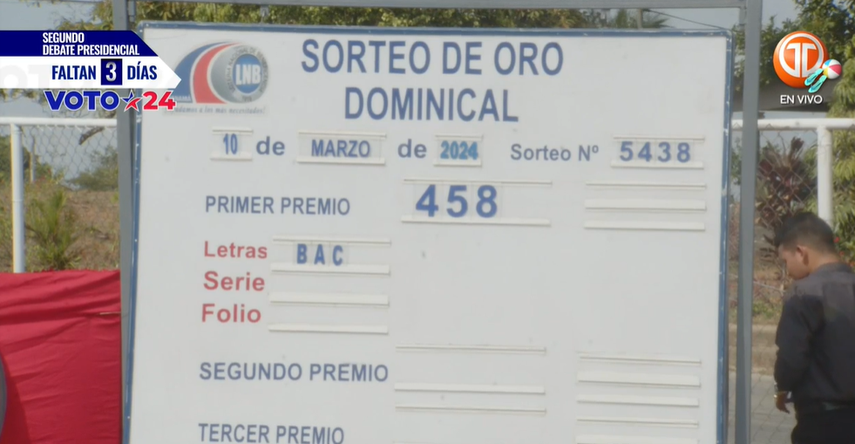 SEGUNDO
DEBATE PRESIDENCIAL
FALTAN 3 DÍAS
VOTO★24
EN VIVO
LNB
SORTEO DE ORO
DOMINICAL
10 de MARZO de 2024 Sorteo Nº 5438
PRIMER PREMIO 458
Letras BAC
Serie
Folio
SEGUNDO PREMIO
TERCER PREMIO